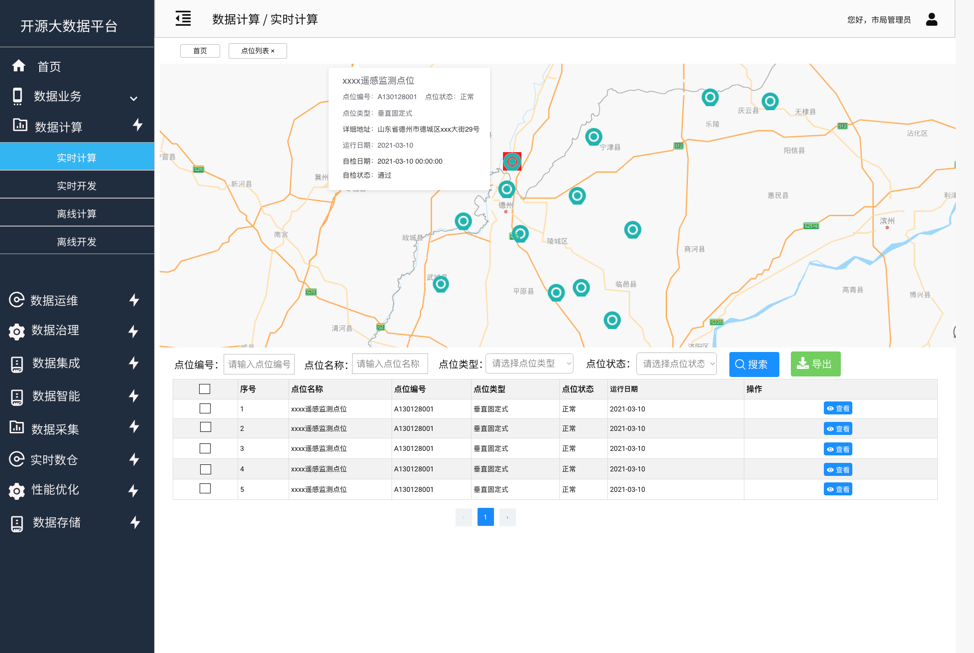 开源大数据平台
数据计算 / 实时计算
您好，市局管理员
首页
点位列表 ×
首页
数据业务
数据计算
实时计算
实时开发
离线计算
离线开发
数据运维
数据治理
数据集成
数据智能
数据采集
实时数仓
性能优化
数据存储
xxxx遥感监测点位
点位编号：A130128001 点位状态：正常
点位类型：垂直固定式
详细地址：山东省德州市德城区xxx大街29号
运行日期：2021-03-10
自检日期：2021-03-10 00:00:00
自检状态：通过
庆云县
无棣县
乐陵
沾化区
宁津县
阳信县
新河县
惠民县
德州
滨州
南宫
故城县
陵城区
商河县
武城县
平原县
临邑县
高青县
博兴县
清河县
点位编号： 请输入点位编号 点位名称： 请输入点位名称 点位类型： 请选择点位类型 点位状态： 请选择点位状态 搜索 导出
序号 点位名称 点位编号 点位类型 点位状态 运行日期 操作
1 xxxx遥感监测点位 A130128001 垂直固定式 正常 2021-03-10 查看
2 xxxx遥感监测点位 A130128001 垂直固定式 正常 2021-03-10 查看
3 xxxx遥感监测点位 A130128001 垂直固定式 正常 2021-03-10 查看
4 xxxx遥感监测点位 A130128001 垂直固定式 正常 2021-03-10 查看
5 xxxx遥感监测点位 A130128001 垂直固定式 正常 2021-03-10 查看
1